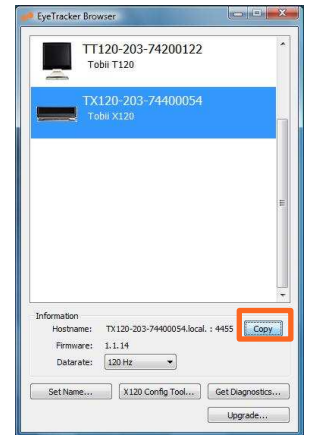 EyeTracker Browser
TT120-203-74200122
Tobii T120
TX120-203-74400054
Tobii X120
Information
Hostname: TX120-203-74400054.local. : 4455 Copy
Firmware: 1.1.14
Datarate: 120 Hz
Set Name... X120 Config Tool... Get Diagnostics...
Upgrade...